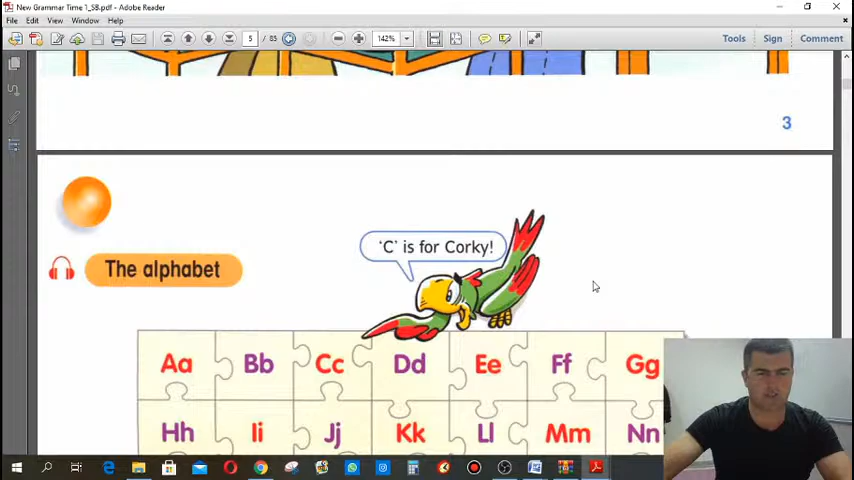 New Grammar Time 1_SB.pdf - Adobe Reader
File Edit View Window Help
5 / 85 142% Tools Sign Comment
3
‘C’ is for Corky!
The alphabet
Aa Bb Cc Dd Ee Ff Gg
Hh Ii Jj Kk Ll Mm Nn